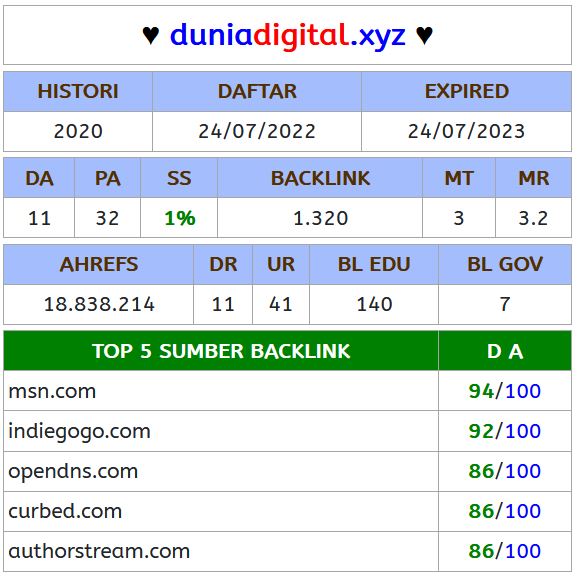 ♥ duniadigital.xyz ♥
HISTORI DAFTAR EXPIRED
2020 24/07/2022 24/07/2023
DA PA SS BACKLINK MT MR
11 32 1% 1.320 3 3.2
AHREFS DR UR BL EDU BL GOV
18.838.214 11 41 140 7
TOP 5 SUMBER BACKLINK D A
msn.com 94/100
indiegogo.com 92/100
opendns.com 86/100
curbed.com 86/100
authorstream.com 86/100